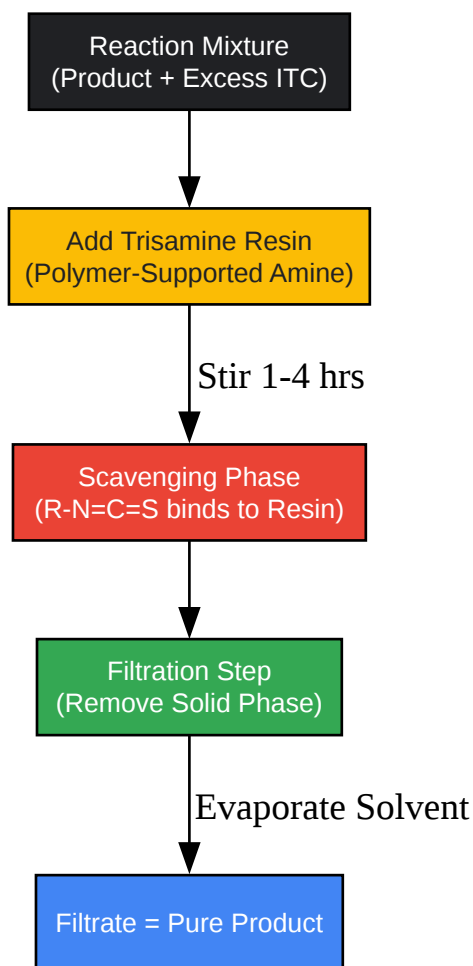 Reaction Mixture
(Product + Excess ITC)
Add Trisamine Resin
(Polymer-Supported Amine)
Stir 1-4 hrs
Scavenging Phase
(R-N=C=S binds to Resin)
Filtration Step
(Remove Solid Phase)
Evaporate Solvent
Filtrate = Pure Product